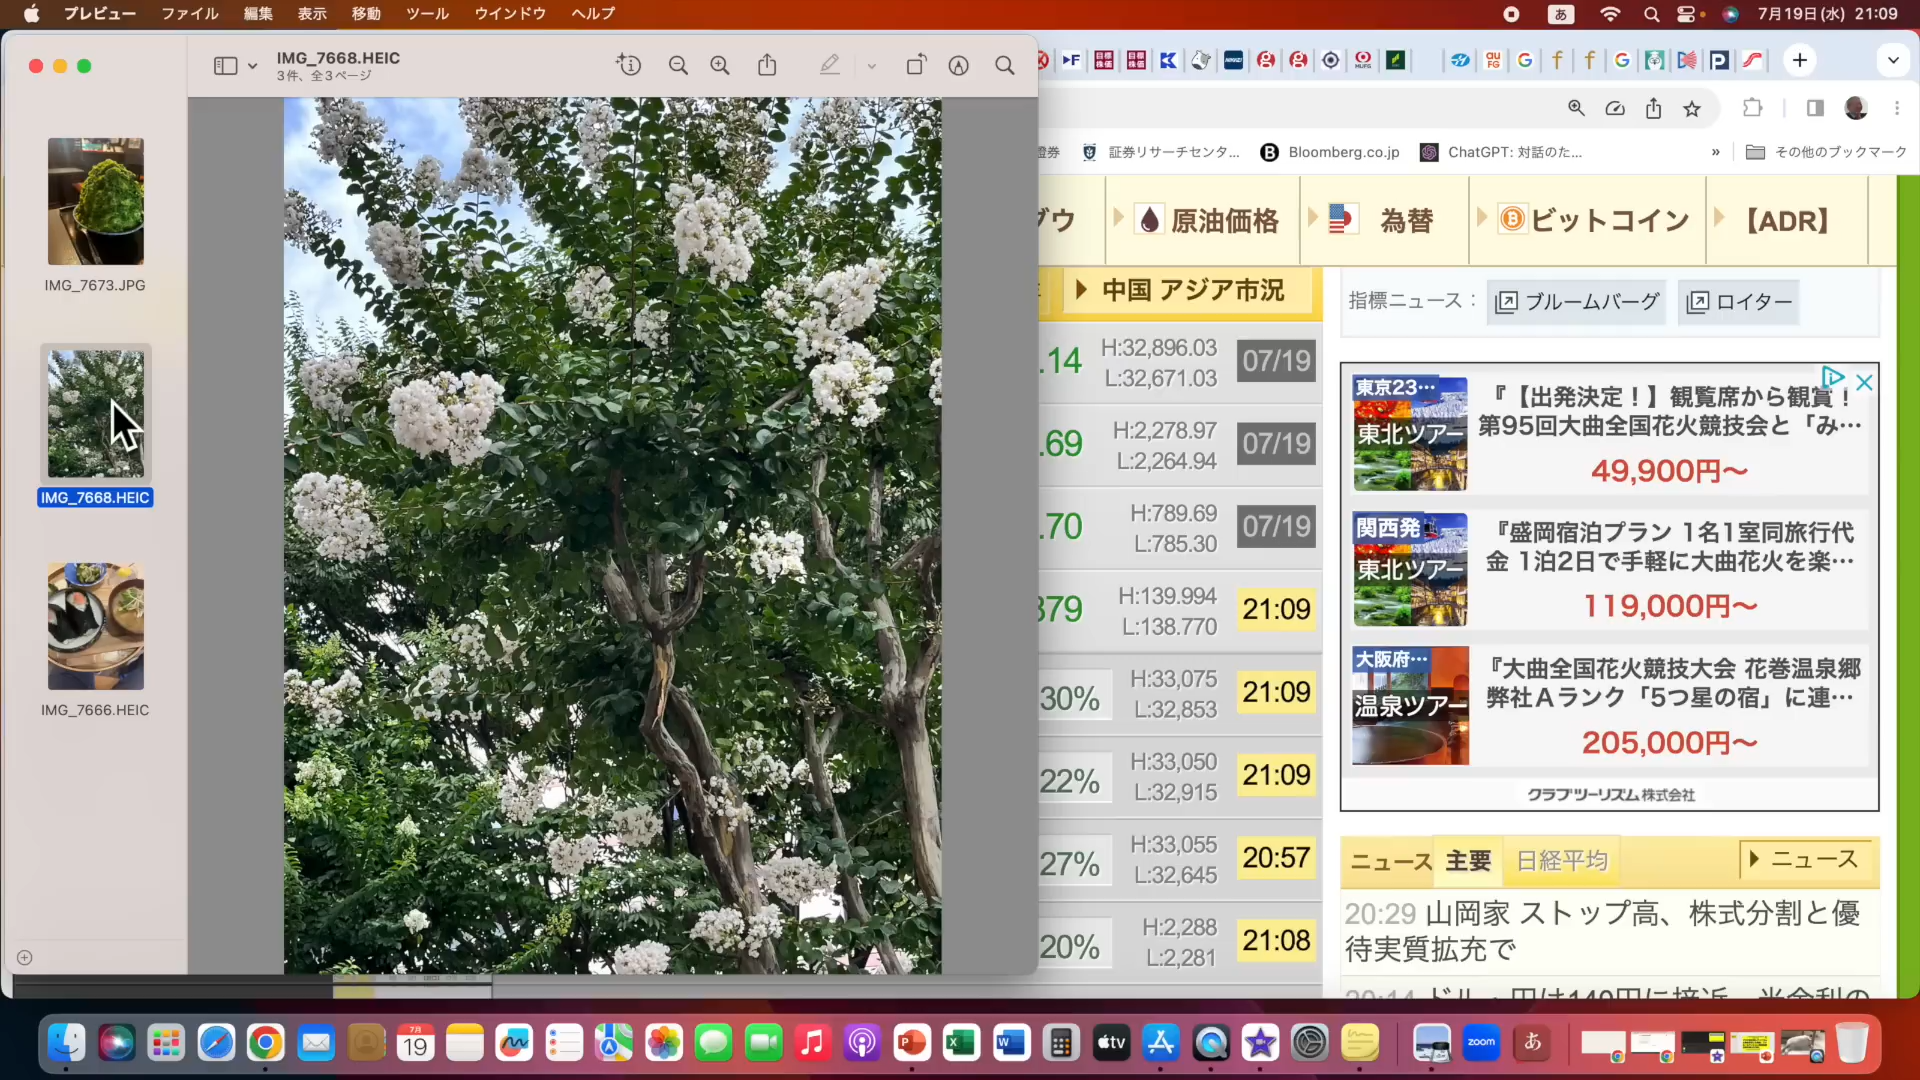 プレビュー ファイル 編集 表示 移動 ツール ウインドウ ヘルプ
あ 7月19日(水) 21:09
IMG_7668.HEIC
3件、全3ページ
IMG_7673.JPG
IMG_7668.HEIC
IMG_7666.HEIC
証券リサーチセンタ... Bloomberg.co.jp ChatGPT: 対話のた... » その他のブックマーク
原油価格 為替 ビットコイン 【ADR】
中国 アジア市況
.14 H:32,896.03 07/19
L:32,671.03
.69 H:2,278.97 07/19
L:2,264.94
.70 H:789.69 07/19
L:785.30
379 H:139.994 21:09
L:138.770
30% H:33,075 21:09
L:32,853
22% H:33,050 21:09
L:32,915
27% H:33,055 20:57
L:32,645
20% H:2,288 21:08
L:2,281
指標ニュース： ブルームバーグ ロイター
東京23…
東北ツアー
『【出発決定！】観覧席から観賞！
第95回大曲全国花火競技会と「み…
49,900円〜
関西発
東北ツアー
『盛岡宿泊プラン 1名1室同旅行代
金 1泊2日で手軽に大曲花火を楽…
119,000円〜
大阪府…
温泉ツアー
『大曲全国花火競技大会 花巻温泉郷
弊社Aランク「5つ星の宿」に連…
205,000円〜
クラブツーリズム株式会社
ニュース 主要 日経平均 ニュース
20:29 山岡家 ストップ高、株式分割と優
待実質拡充で
7月
19
tv
zoom
あ